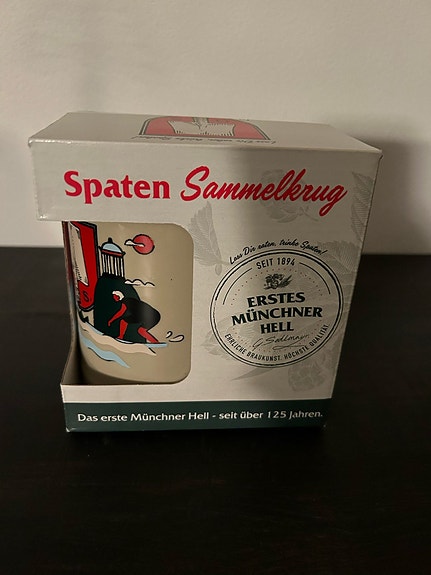 Spaten Sammelkrug
Lass Dir raten, trinke Spaten!
SEIT 1894
ERSTES
MÜNCHNER
HELL
G. Sedlmayr
EHRLICHE BRAUKUNST. HÖCHSTE QUALITÄT
S
Das erste Münchner Hell - seit über 125 Jahren.